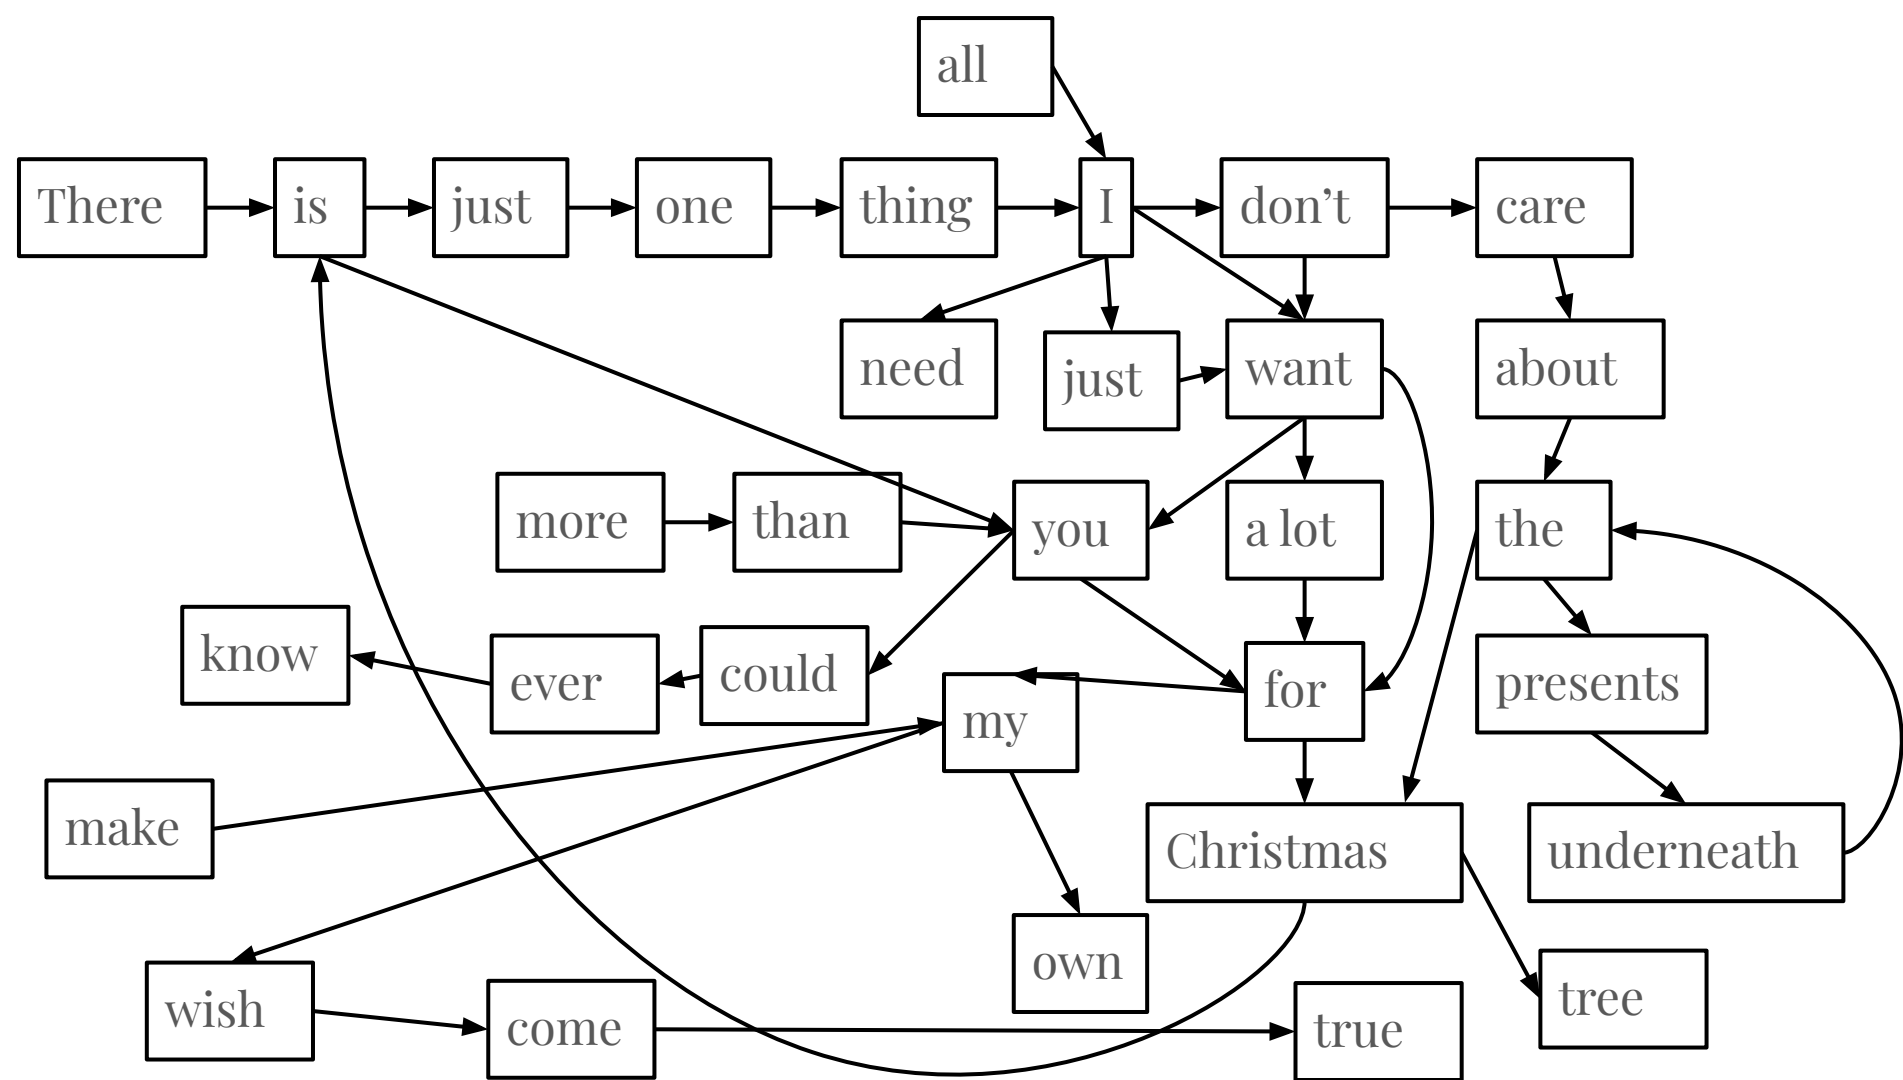 all
There
is
just
one
thing
I
don’t
care
need
just
want
about
more
than
you
a lot
the
know
ever
could
my
for
presents
make
Christmas
underneath
own
wish
come
true
tree